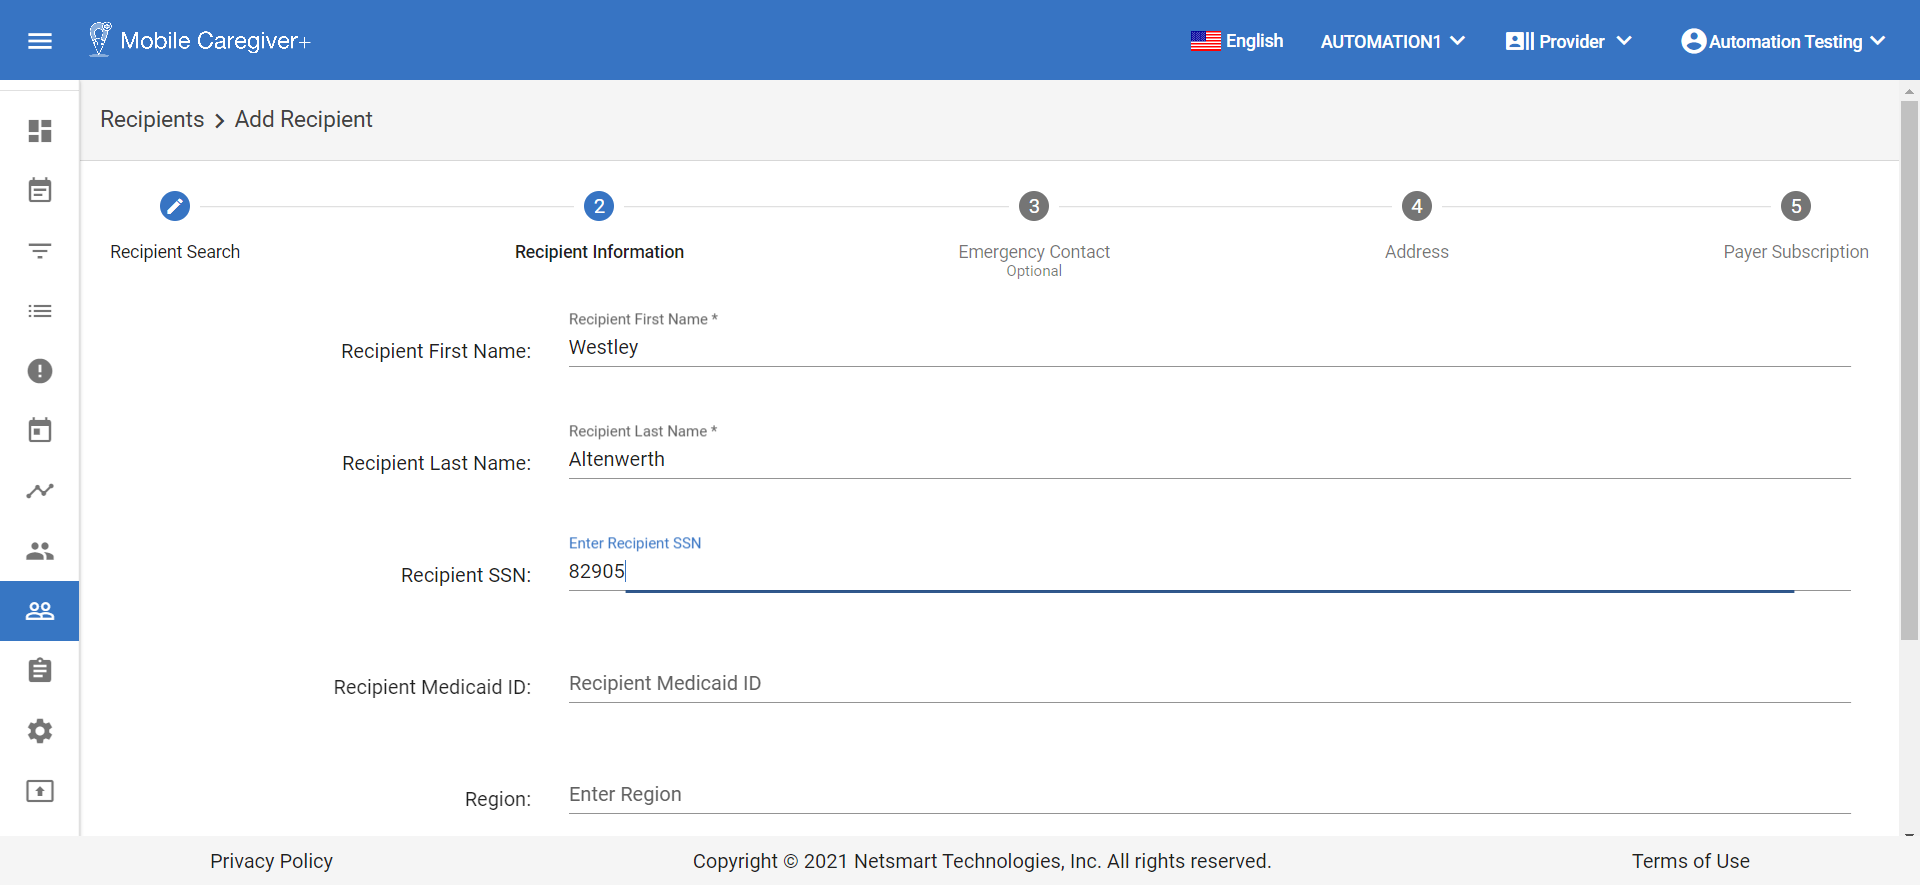 Mobile Caregiver+
English
AUTOMATION1
Provider
Automation Testing
Recipients > Add Recipient
2
3
4
5
Recipient Search
Recipient Information
Emergency Contact
Optional
Address
Payer Subscription
Recipient First Name *
Recipient First Name: Westley
Recipient Last Name *
Recipient Last Name: Altenwerth
Enter Recipient SSN
Recipient SSN: 82905
Recipient Medicaid ID: Recipient Medicaid ID
Region: Enter Region
Privacy Policy
Copyright © 2021 Netsmart Technologies, Inc. All rights reserved.
Terms of Use